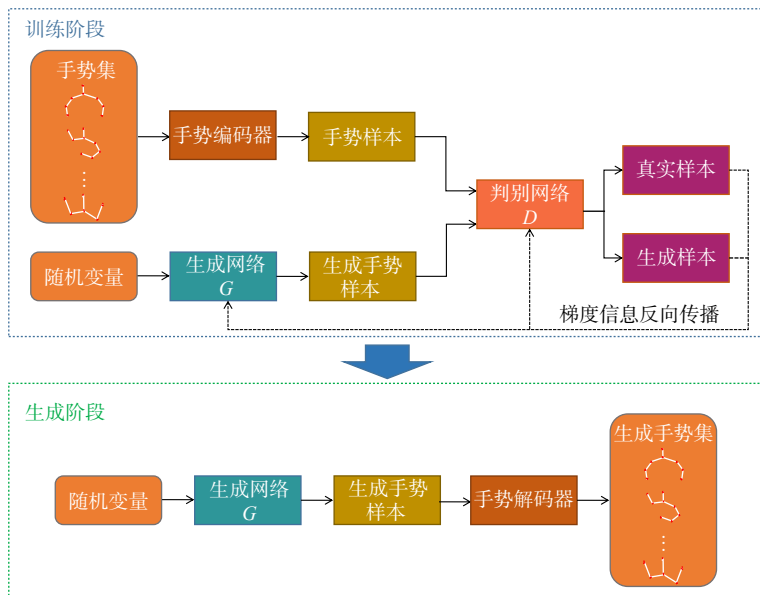 训练阶段
手势集
…
手势编码器
手势样本
判别网络
D
真实样本
生成样本
随机变量
生成网络
G
生成手势
样本
梯度信息反向传播
生成阶段
随机变量
生成网络
G
生成手势
样本
手势解码器
生成手势集
…